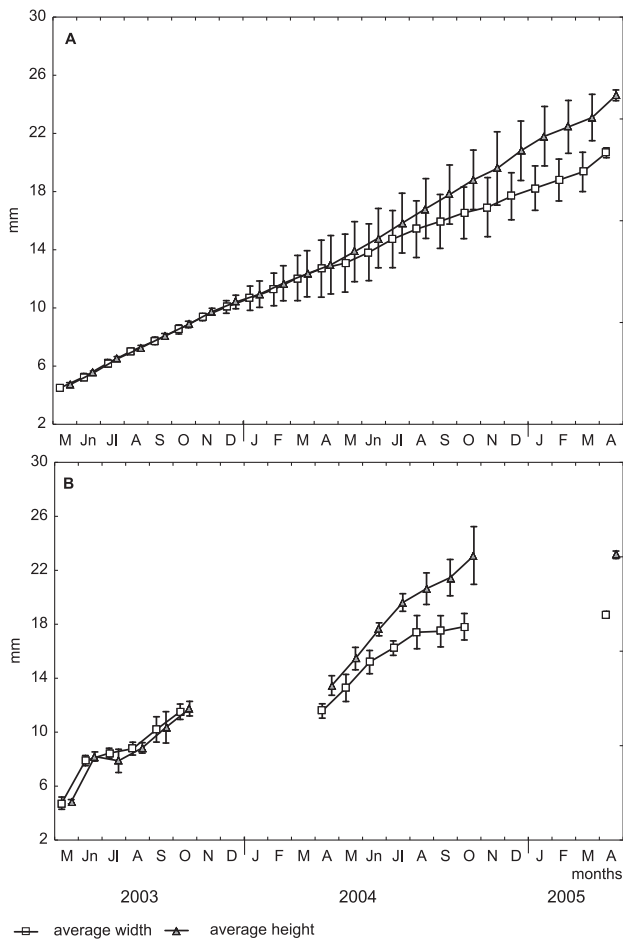 30
A
26
22
18
mm
14
10
6
2
M Jn Jl A S O N D J F M A M Jn Jl A S O N D J F M A
30
B
26
22
18
mm
14
10
6
2
M Jn Jl A S O N D J F M A M Jn Jl A S O N D J F M A
months
2003 2004 2005
average width average height